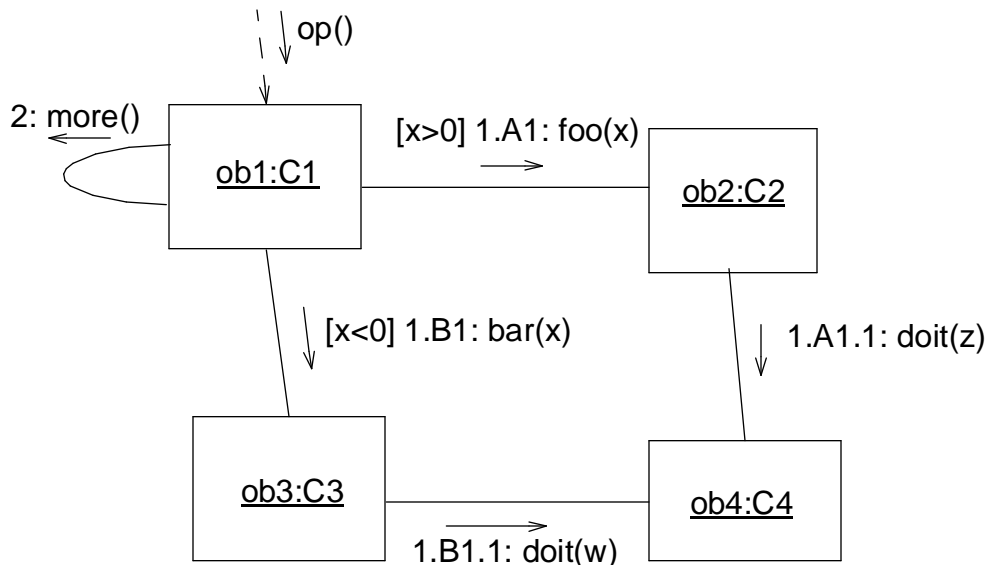 op()
2: more()
[x>0] 1.A1: foo(x)
ob1:C1
ob2:C2
[x<0] 1.B1: bar(x)
1.A1.1: doit(z)
ob3:C3
ob4:C4
1.B1.1: doit(w)